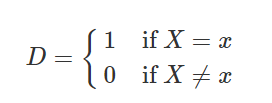 D = { 1 if X = x
0 if X ≠ x